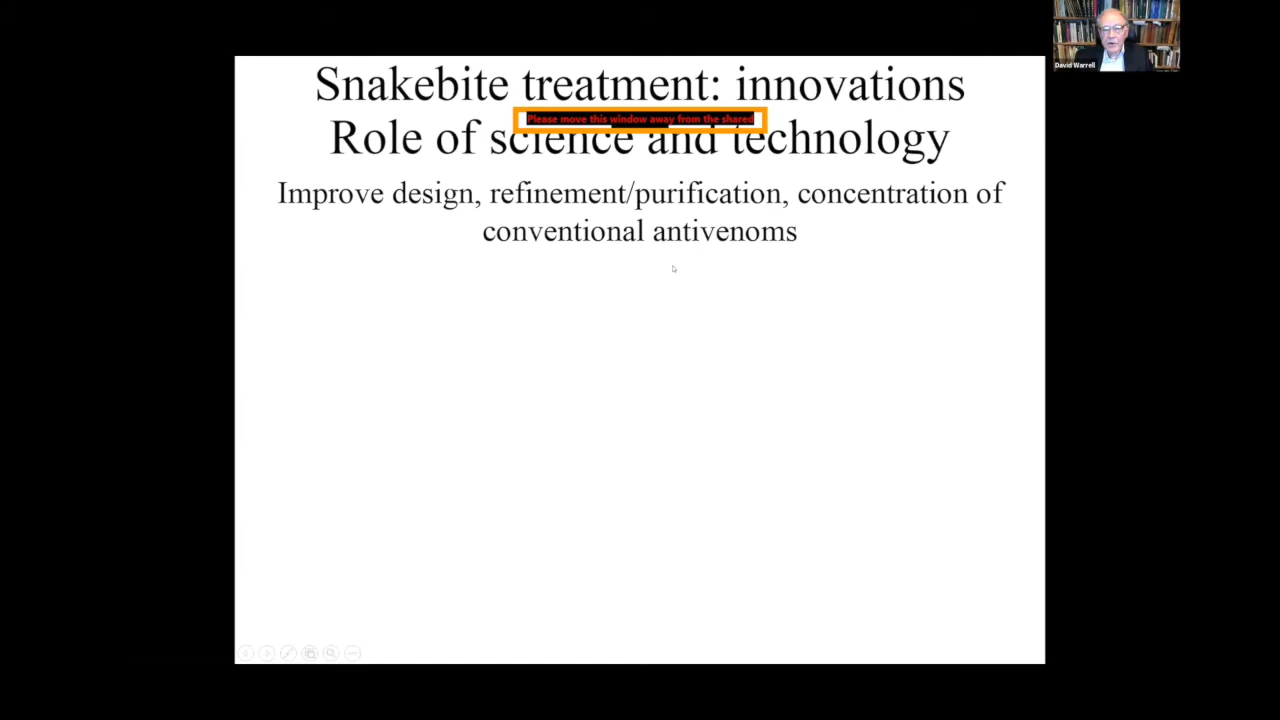 David Warrell
Snakebite treatment: innovations
Please move this window away from the shared
Role of science and technology
Improve design, refinement/purification, concentration of
conventional antivenoms